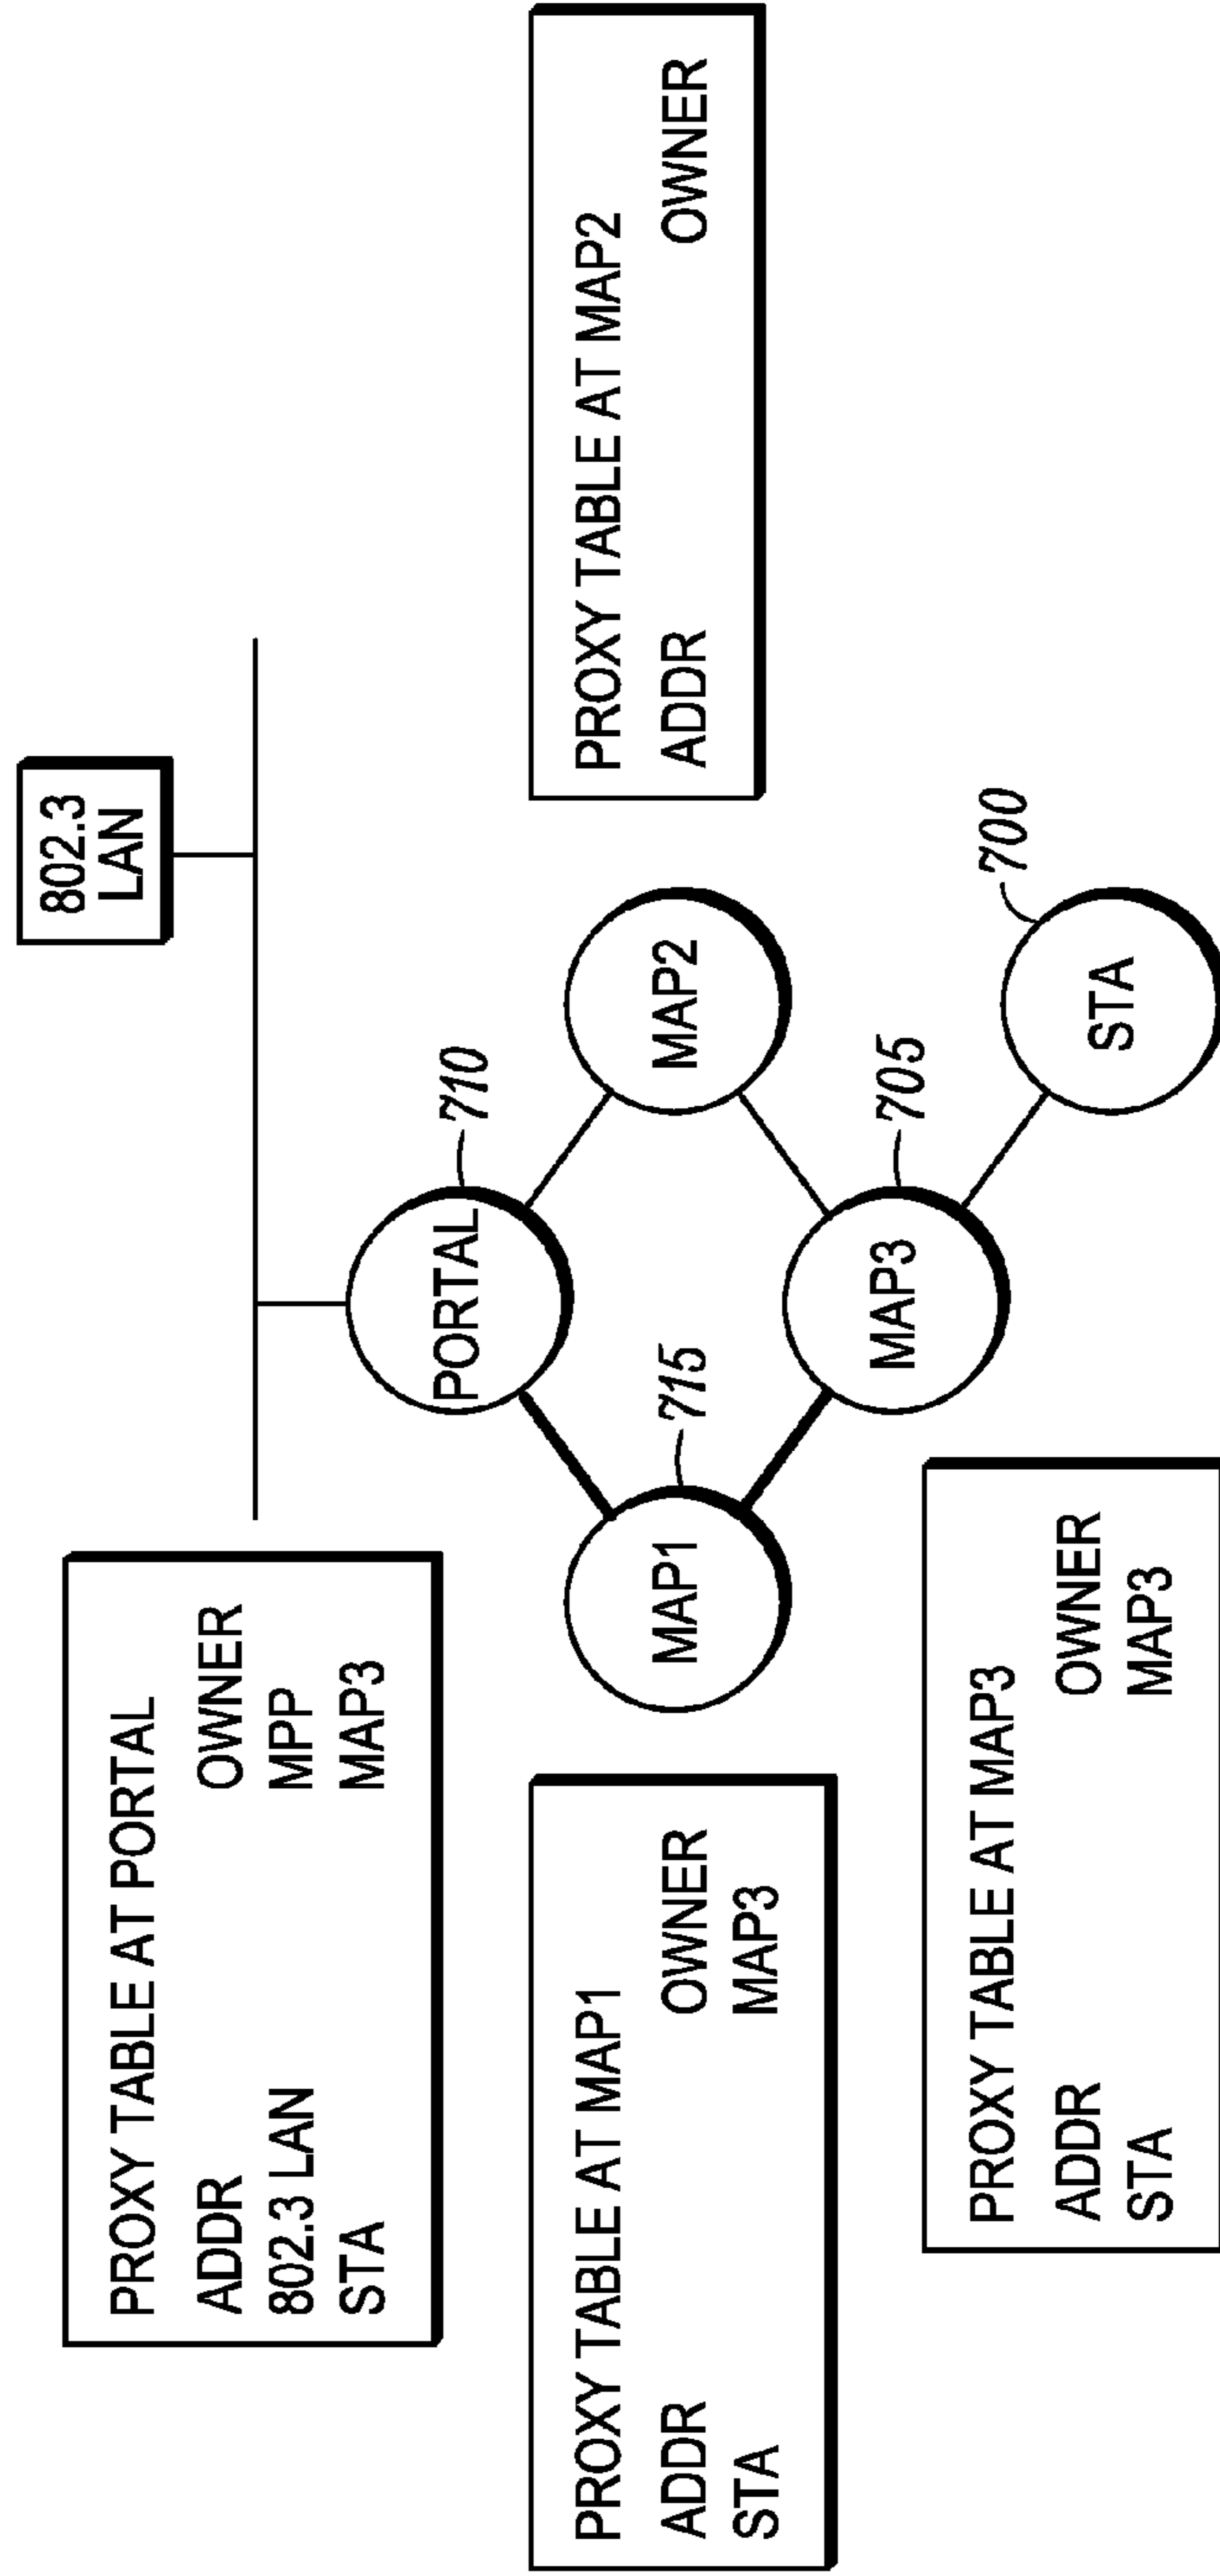 802.3
LAN
PROXY TABLE AT PORTAL
ADDR OWNER
802.3 LAN MPP
STA MAP3
PORTAL
710
PROXY TABLE AT MAP1
ADDR OWNER
STA MAP3
MAP1
715
MAP2
PROXY TABLE AT MAP2
ADDR OWNER
MAP3
705
PROXY TABLE AT MAP3
ADDR OWNER
STA MAP3
STA
700